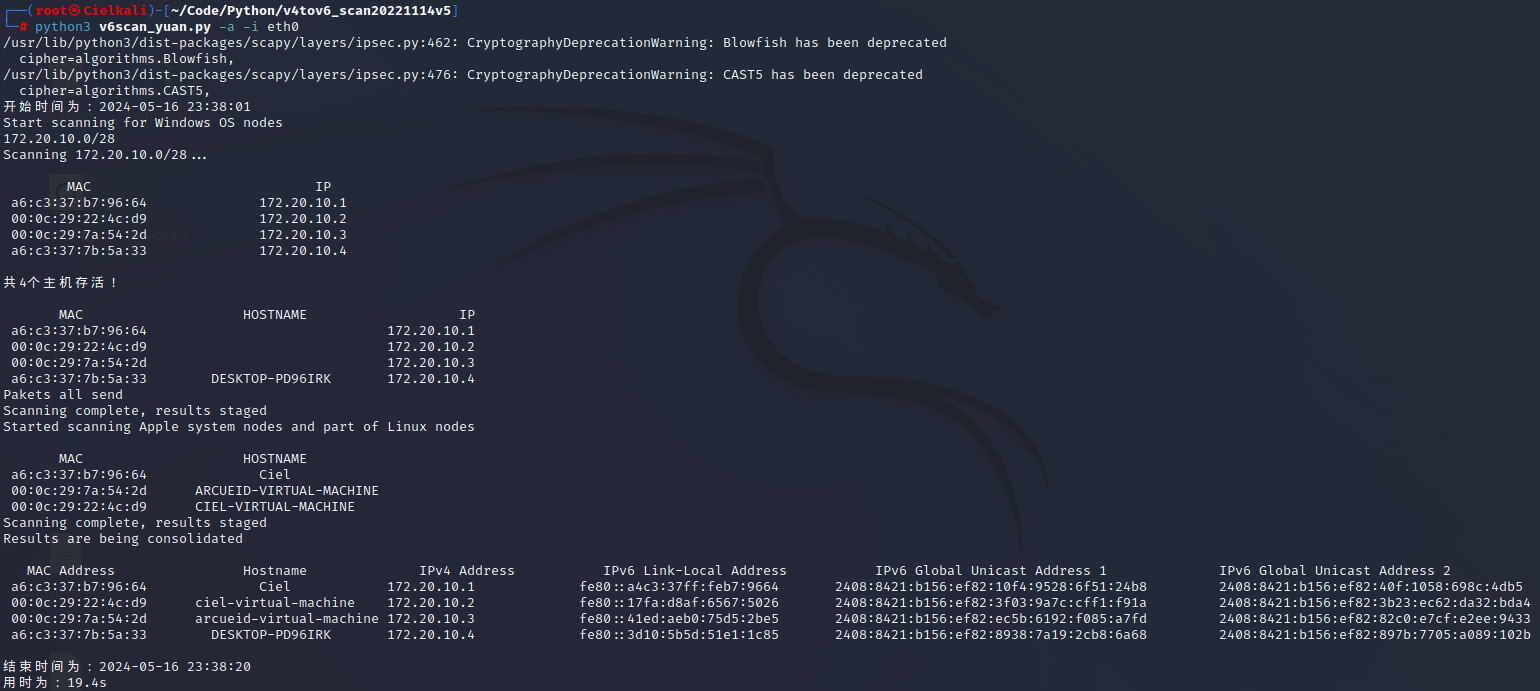 ┌──(root㉿Cielkali)-[~/Code/Python/v4tov6_scan20221114v5]
└─# python3 v6scan_yuan.py -a -i eth0
/usr/lib/python3/dist-packages/scapy/layers/ipsec.py:462: CryptographyDeprecationWarning: Blowfish has been deprecated
  cipher=algorithms.Blowfish,
/usr/lib/python3/dist-packages/scapy/layers/ipsec.py:476: CryptographyDeprecationWarning: CAST5 has been deprecated
  cipher=algorithms.CAST5,
开始时间为：2024-05-16 23:38:01
Start scanning for Windows OS nodes
172.20.10.0/28
Scanning 172.20.10.0/28...
MAC IP
a6:c3:37:b7:96:64 172.20.10.1
00:0c:29:22:4c:d9 172.20.10.2
00:0c:29:7a:54:2d 172.20.10.3
a6:c3:37:7b:5a:33 172.20.10.4
共4个主机存活！
MAC HOSTNAME IP
a6:c3:37:b7:96:64 172.20.10.1
00:0c:29:22:4c:d9 172.20.10.2
00:0c:29:7a:54:2d 172.20.10.3
a6:c3:37:7b:5a:33 DESKTOP-PD96IRK 172.20.10.4
Pakets all send
Scanning complete, results staged
Started scanning Apple system nodes and part of Linux nodes
MAC HOSTNAME
a6:c3:37:b7:96:64 Ciel
00:0c:29:7a:54:2d ARCUEID-VIRTUAL-MACHINE
00:0c:29:22:4c:d9 CIEL-VIRTUAL-MACHINE
Scanning complete, results staged
Results are being consolidated
MAC Address Hostname IPv4 Address IPv6 Link-Local Address IPv6 Global Unicast Address 1 IPv6 Global Unicast Address 2
a6:c3:37:b7:96:64 Ciel 172.20.10.1 fe80::a4c3:37ff:feb7:9664 2408:8421:b156:ef82:10f4:9528:6f51:24b8 2408:8421:b156:ef82:40f:1058:698c:4db5
00:0c:29:22:4c:d9 ciel-virtual-machine 172.20.10.2 fe80::17fa:d8af:6567:5026 2408:8421:b156:ef82:3f03:9a7c:cff1:f91a 2408:8421:b156:ef82:3b23:ec62:da32:bda4
00:0c:29:7a:54:2d arcueid-virtual-machine 172.20.10.3 fe80::41ed:aeb0:75d5:2be5 2408:8421:b156:ef82:ec5b:6192:f085:a7fd 2408:8421:b156:ef82:82c0:e7cf:e2ee:9433
a6:c3:37:7b:5a:33 DESKTOP-PD96IRK 172.20.10.4 fe80::3d10:5b5d:51e1:1c85 2408:8421:b156:ef82:8938:7a19:2cb8:6a68 2408:8421:b156:ef82:897b:7705:a089:102b
结束时间为：2024-05-16 23:38:20
用时为：19.4s